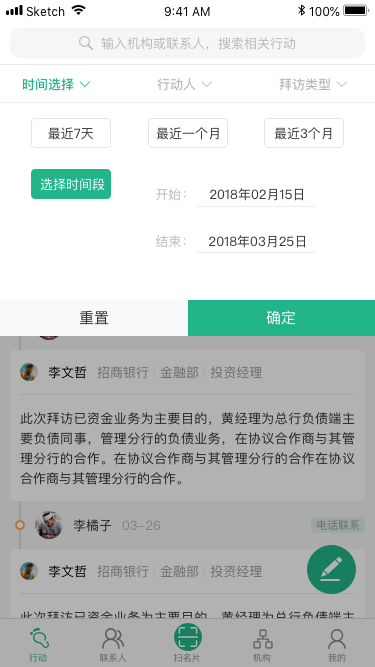 Sketch 9:41 AM 100%
输入机构或联系人，搜索相关行动
时间选择 行动人 拜访类型
最近7天 最近一个月 最近3个月
选择时间段
开始： 2018年02月15日
结束： 2018年03月25日
重置 确定
李文哲 招商银行 金融部 投资经理
此次拜访已资金业务为主要目的，黄经理为总行负债端主
要负债同事，管理分行的负债业务，在协议合作商与其管
理分行的合作。在协议合作商与其管理分行的合作在协议
合作商与其管理分行的合作。
李橘子 03-26 电话联系
李文哲 招商银行 金融部 投资经理
此次拜访已资金业务为主要目的，黄经理为总行负债端主
行动 联系人 扫名片 机构 我的